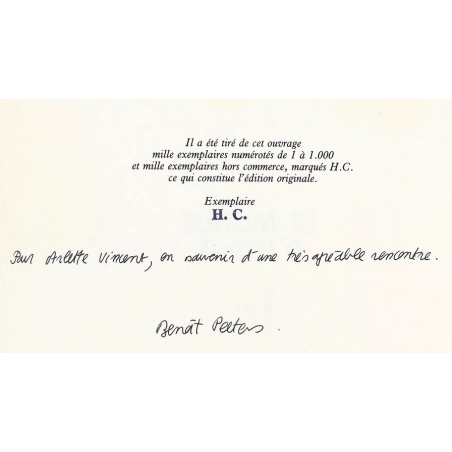 Il a été tiré de cet ouvrage
mille exemplaires numérotés de 1 à 1.000
et mille exemplaires hors commerce, marqués H.C.
ce qui constitue l'édition originale.
Exemplaire
H. C.
Pour Arlette Vincent, en souvenir d'une très agréable rencontre.
Benoît Peeters.